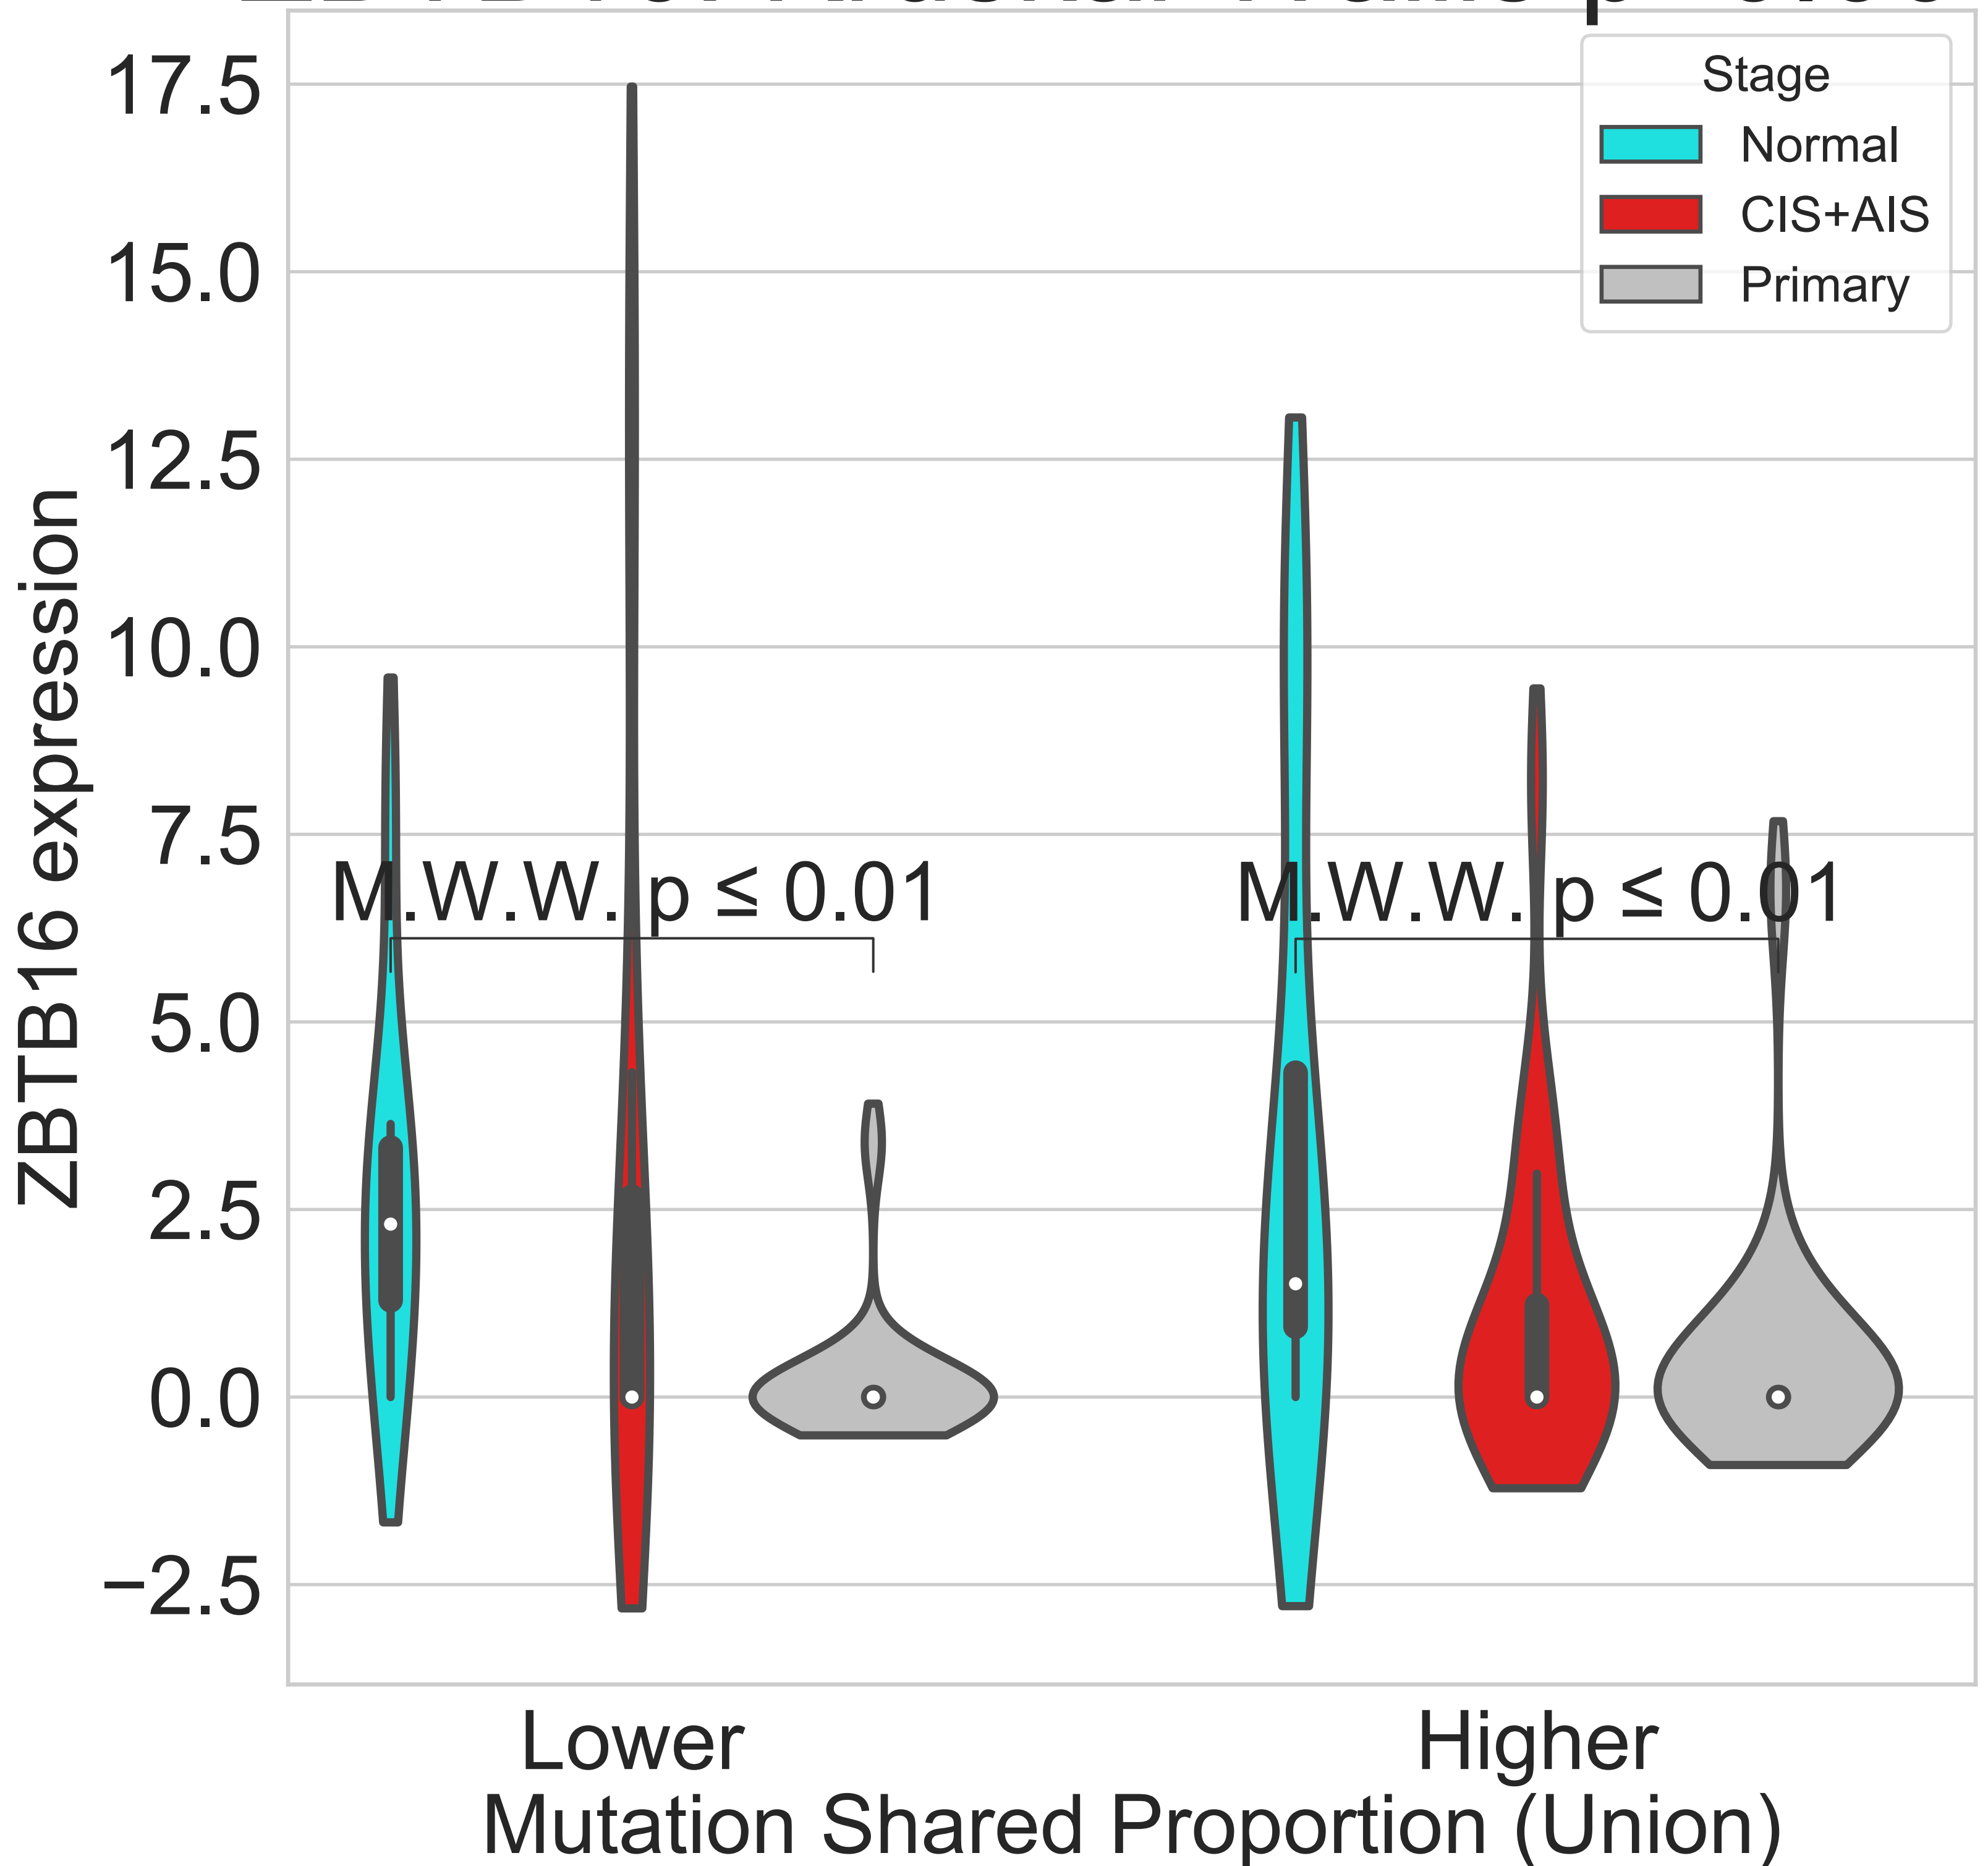 17.5
15.0
12.5
10.0
7.5
5.0
2.5
0.0
−2.5
ZBTB16 expression
Stage
Normal
CIS+AIS
Primary
M.W.W. p ≤ 0.01
M.W.W. p ≤ 0.01
Lower
Higher
Mutation Shared Proportion (Union)